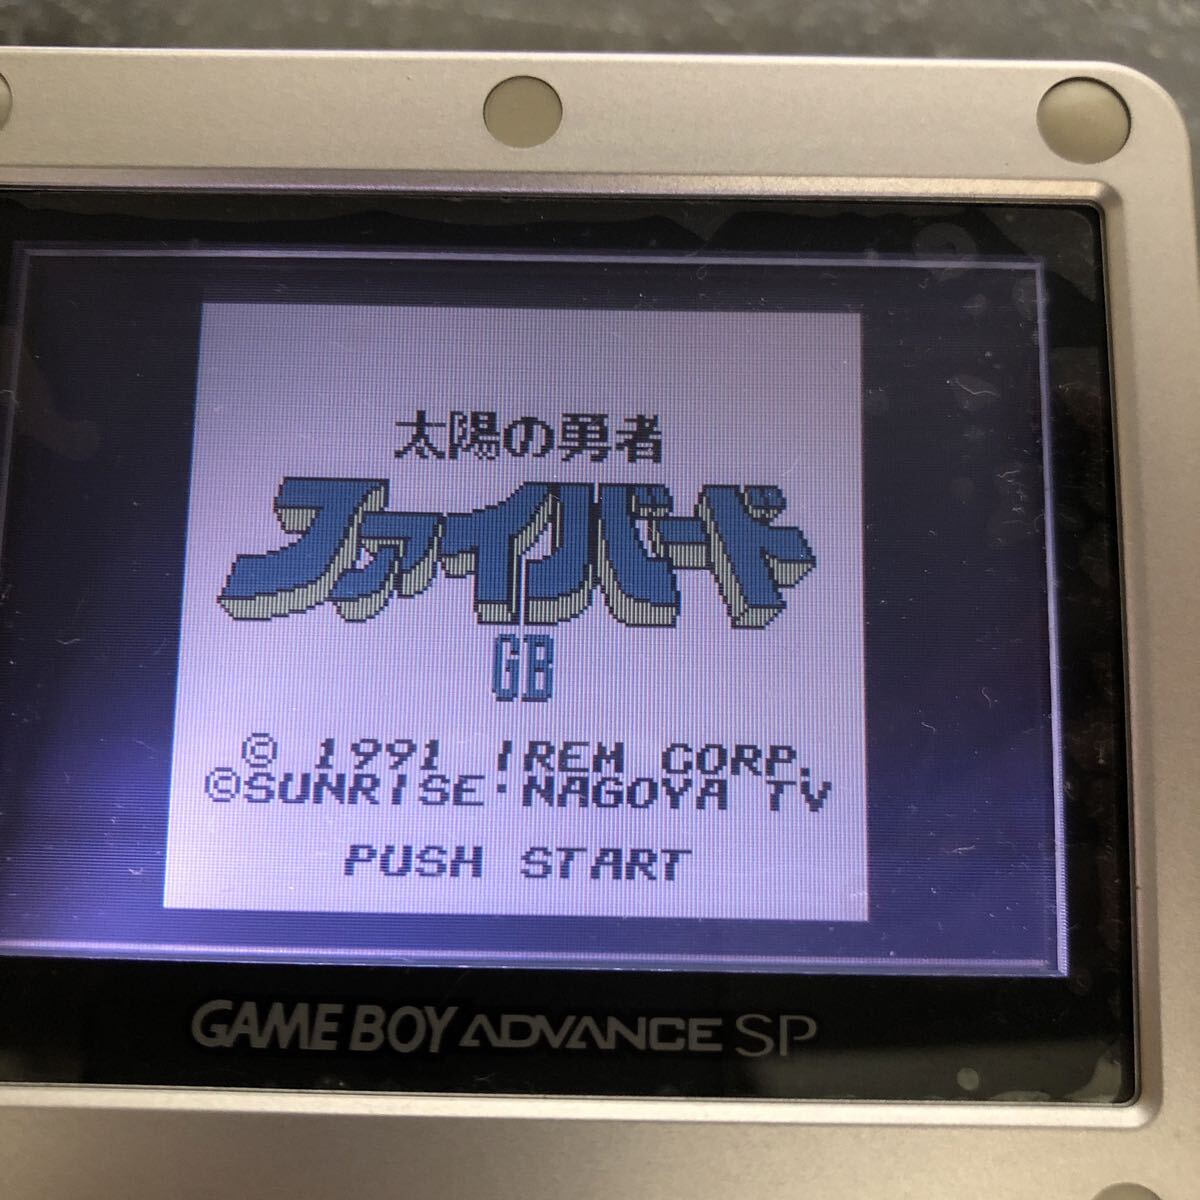 太陽の勇者
ファイバード
GB
© 1991 IREM CORP.
©SUNRISE・NAGOYA TV
PUSH START
GAME BOY ADVANCE SP